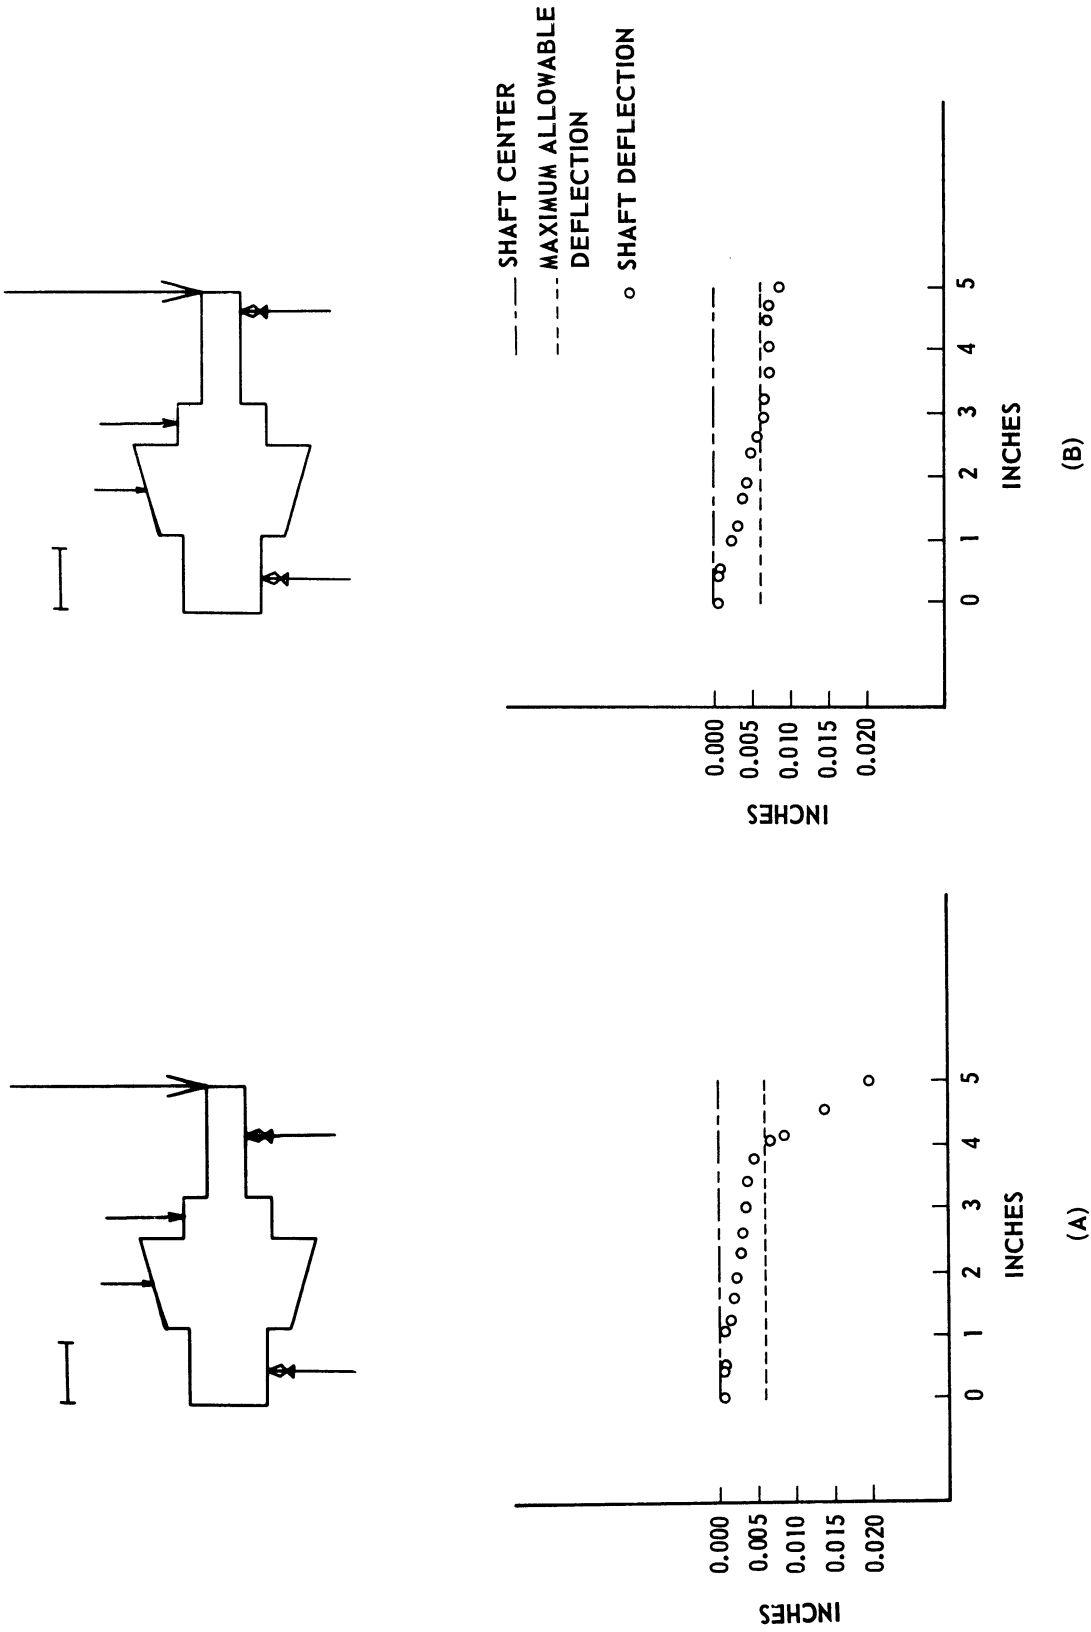 SHAFT CENTER
MAXIMUM ALLOWABLE
DEFLECTION
SHAFT DEFLECTION
0.000
0.005
0.010
0.015
0.020
INCHES
0 1 2 3 4 5
INCHES
(A)
0.000
0.005
0.010
0.015
0.020
INCHES
0 1 2 3 4 5
INCHES
(B)